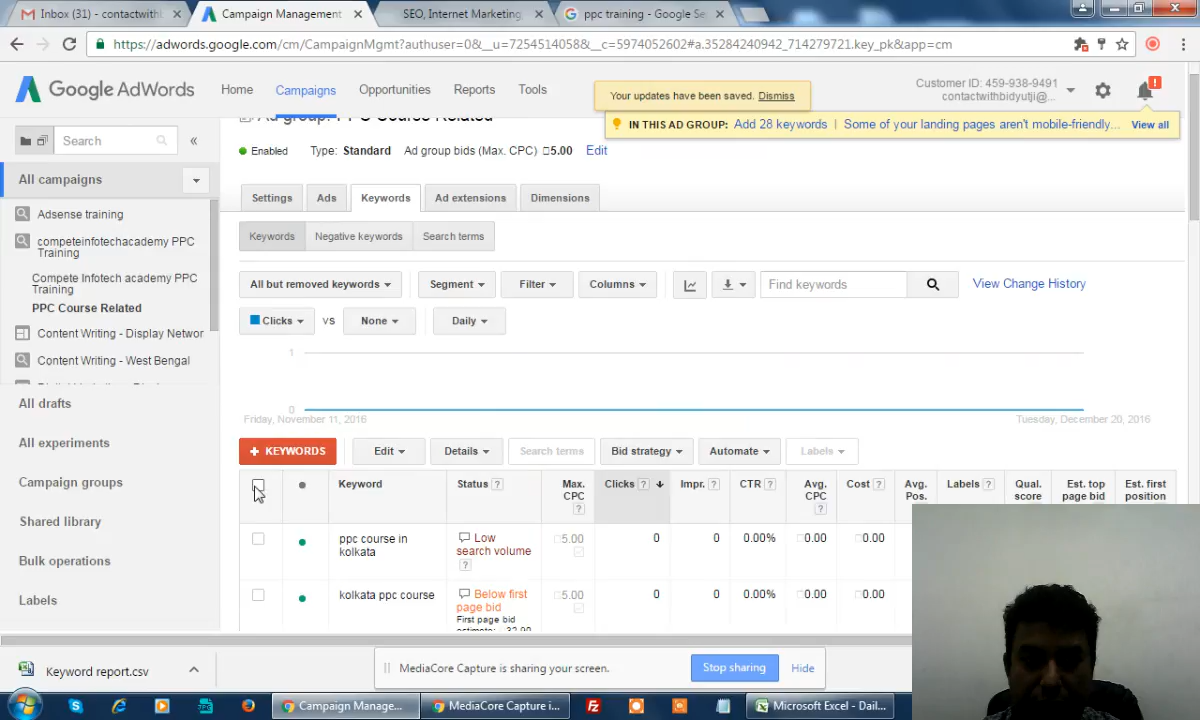 Inbox (31) - contactwithb
Campaign Management
SEO, Internet Marketing,
ppc training - Google Se
https://adwords.google.com/cm/CampaignMgmt?authuser=0&__u=7254514058&__c=5974052602#a.35284240942_714279721.key_pk&app=cm
Google AdWords
Home
Campaigns
Opportunities
Reports
Tools
Your updates have been saved. Dismiss
Customer ID: 459-938-9491
contactwithbidyutji@...
IN THIS AD GROUP: Add 28 keywords | Some of your landing pages aren't mobile-friendly... View all
Search
All campaigns
Adsense training
competeinfotechacademy PPC
Training
Compete Infotech academy PPC
Training
PPC Course Related
Content Writing - Display Networ
Content Writing - West Bengal
All drafts
All experiments
Campaign groups
Shared library
Bulk operations
Labels
Ad group: PPC Course Related
Enabled Type: Standard Ad group bids (Max. CPC) 5.00 Edit
Settings
Ads
Keywords
Ad extensions
Dimensions
Keywords
Negative keywords
Search terms
All but removed keywords
Segment
Filter
Columns
Find keywords
View Change History
Clicks
VS
None
Daily
1
0
Friday, November 11, 2016
Tuesday, December 20, 2016
+ KEYWORDS
Edit
Details
Search terms
Bid strategy
Automate
Labels
Keyword
Status ?
Max.
CPC
?
Clicks ?
Impr. ?
CTR ?
Avg.
CPC
?
Cost ?
Avg.
Pos.
Labels ?
Qual.
score
Est. top
page bid
Est. first
position
ppc course in
kolkata
Low
search volume
?
5.00
0
0
0.00%
0.00
0.00
kolkata ppc course
Below first
page bid
First page bid
estimate: 32.90
5.00
0
0
0.00%
0.00
0.00
Keyword report.csv
MediaCore Capture is sharing your screen.
Stop sharing
Hide
Campaign Manage...
MediaCore Capture i...
Microsoft Excel - Dail...